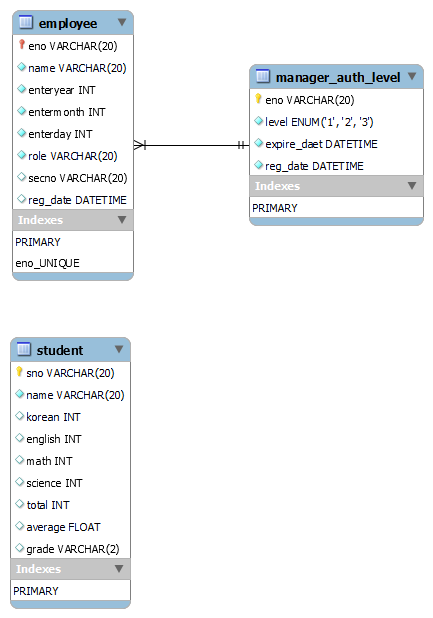 employee
eno VARCHAR(20)
name VARCHAR(20)
enteryear INT
entermonth INT
enterday INT
role VARCHAR(20)
secno VARCHAR(20)
reg_date DATETIME
Indexes
PRIMARY
eno_UNIQUE
manager_auth_level
eno VARCHAR(20)
level ENUM('1', '2', '3')
expire_daet DATETIME
reg_date DATETIME
Indexes
PRIMARY
student
sno VARCHAR(20)
name VARCHAR(20)
korean INT
english INT
math INT
science INT
total INT
average FLOAT
grade VARCHAR(2)
Indexes
PRIMARY